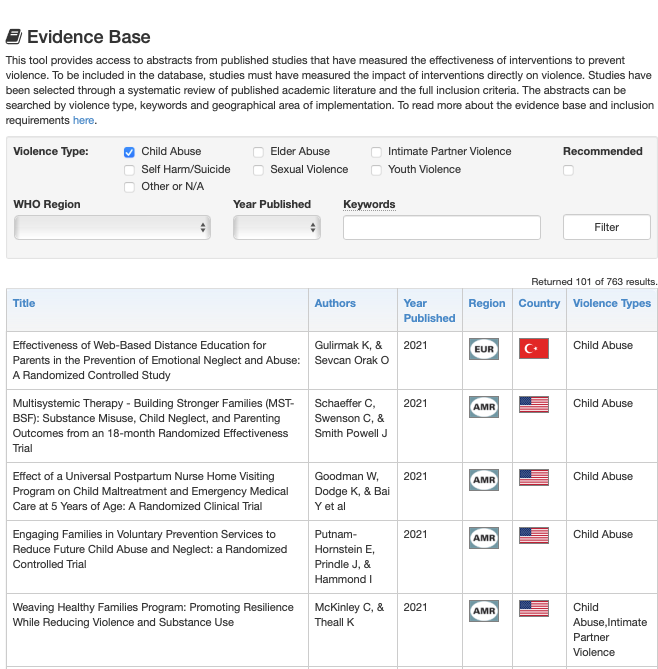 Evidence Base
This tool provides access to abstracts from published studies that have measured the effectiveness of interventions to prevent
violence. To be included in the database, studies must have measured the impact of interventions directly on violence. Studies have
been selected through a systematic review of published academic literature and the full inclusion criteria. The abstracts can be
searched by violence type, keywords and geographical area of implementation. To read more about the evidence base and inclusion
requirements here.
Violence Type: Child Abuse Elder Abuse Intimate Partner Violence Recommended
Self Harm/Suicide Sexual Violence Youth Violence
Other or N/A
WHO Region Year Published Keywords
Filter
Returned 101 of 763 results.
Title Authors Year Published Region Country Violence Types
Effectiveness of Web-Based Distance Education for
Parents in the Prevention of Emotional Neglect and Abuse:
A Randomized Controlled Study
Gulirmak K, &
Sevcan Orak O
2021
EUR
Child Abuse
Multisystemic Therapy - Building Stronger Families (MST-
BSF): Substance Misuse, Child Neglect, and Parenting
Outcomes from an 18-month Randomized Effectiveness
Trial
Schaeffer C,
Swenson C, &
Smith Powell J
2021
AMR
Child Abuse
Effect of a Universal Postpartum Nurse Home Visiting
Program on Child Maltreatment and Emergency Medical
Care at 5 Years of Age: A Randomized Clinical Trial
Goodman W,
Dodge K, & Bai
Y et al
2021
AMR
Child Abuse
Engaging Families in Voluntary Prevention Services to
Reduce Future Child Abuse and Neglect: a Randomized
Controlled Trial
Putnam-
Hornstein E,
Prindle J, &
Hammond I
2021
AMR
Child Abuse
Weaving Healthy Families Program: Promoting Resilience
While Reducing Violence and Substance Use
McKinley C, &
Theall K
2021
AMR
Child
Abuse,Intimate
Partner
Violence